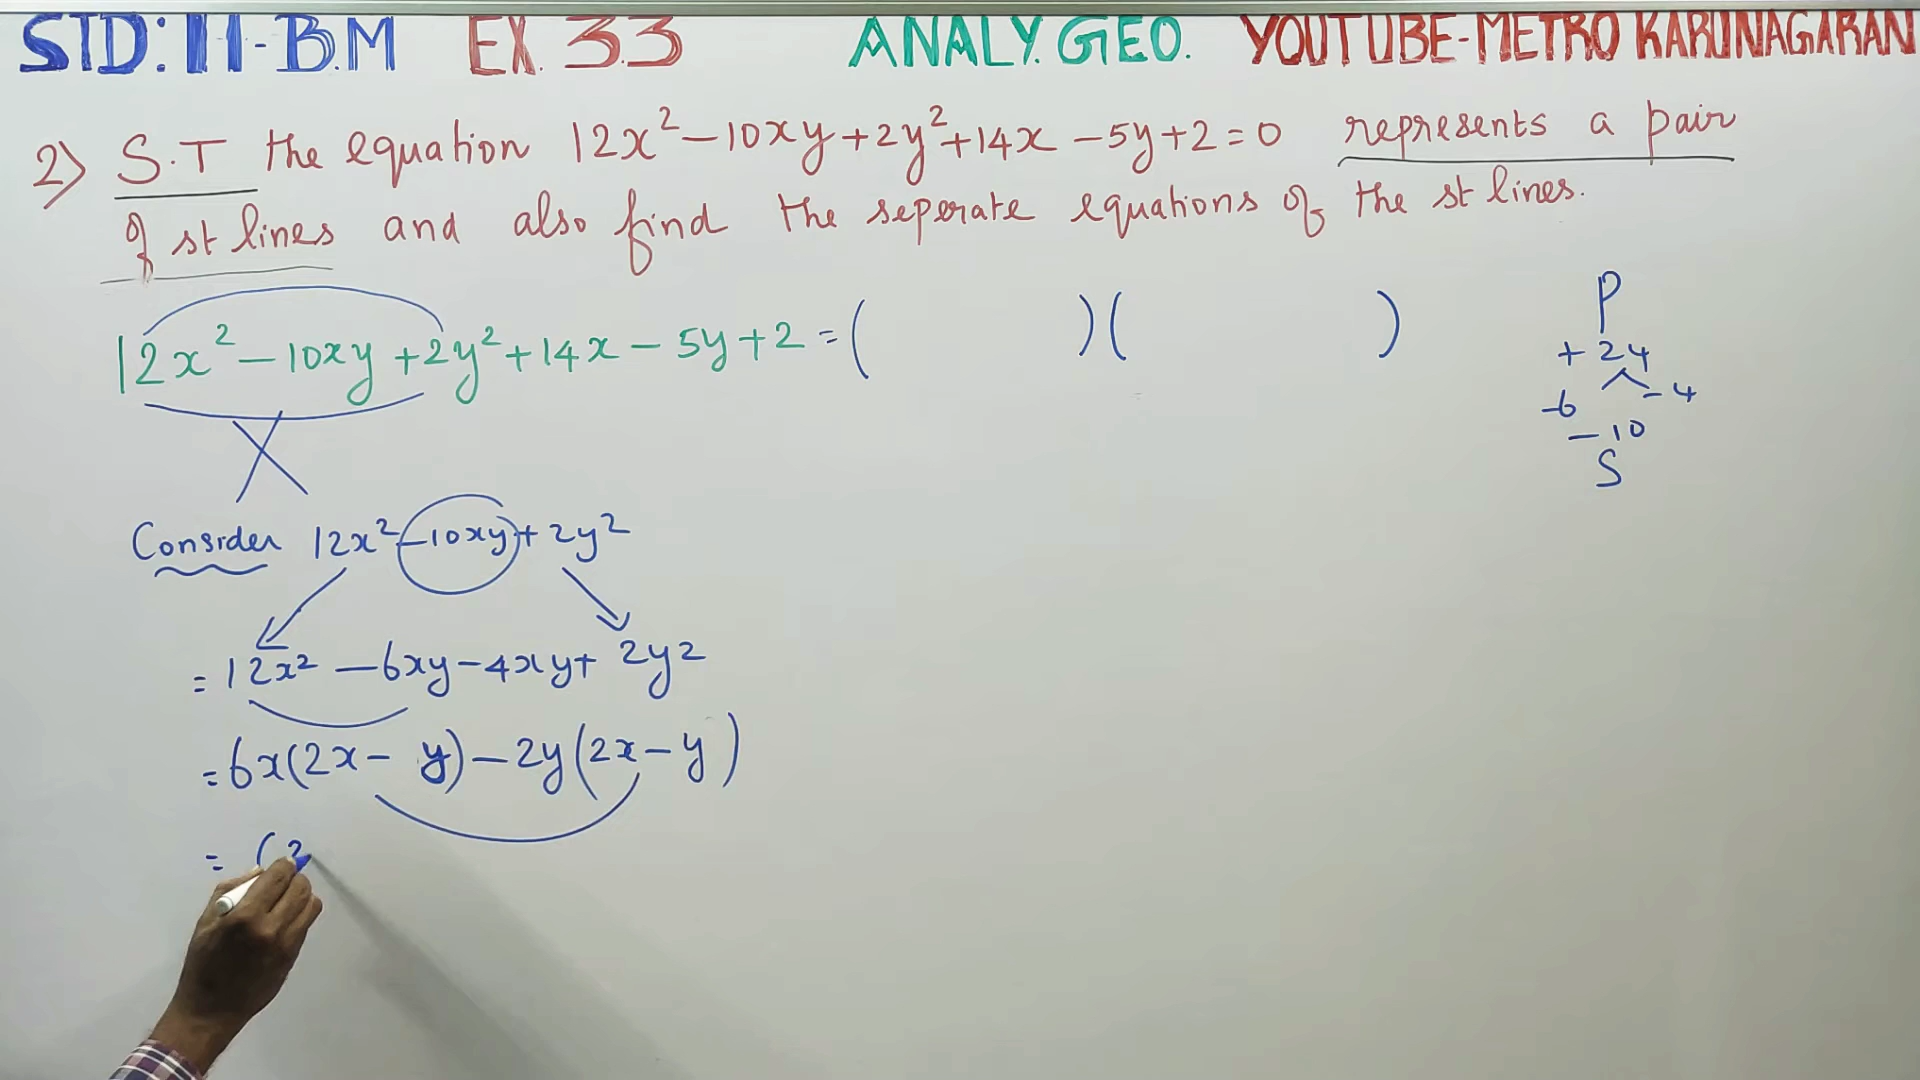 STD: 11-B.M EX. 3.3 ANALY. GEO. YOUTUBE-METRO KARUNAGARAN
2) S.T the equation 12x²-10xy+2y²+14x-5y+2=0 represents a pair
of st lines and also find the seperate equations of the st lines.
12x²-10xy+2y²+14x-5y+2=( )( )
P
+24
-6 -4
-10
S
Consider 12x²-10xy+2y²
=12x²-6xy-4xy+2y²
=6x(2x-y)-2y(2x-y)
= (2